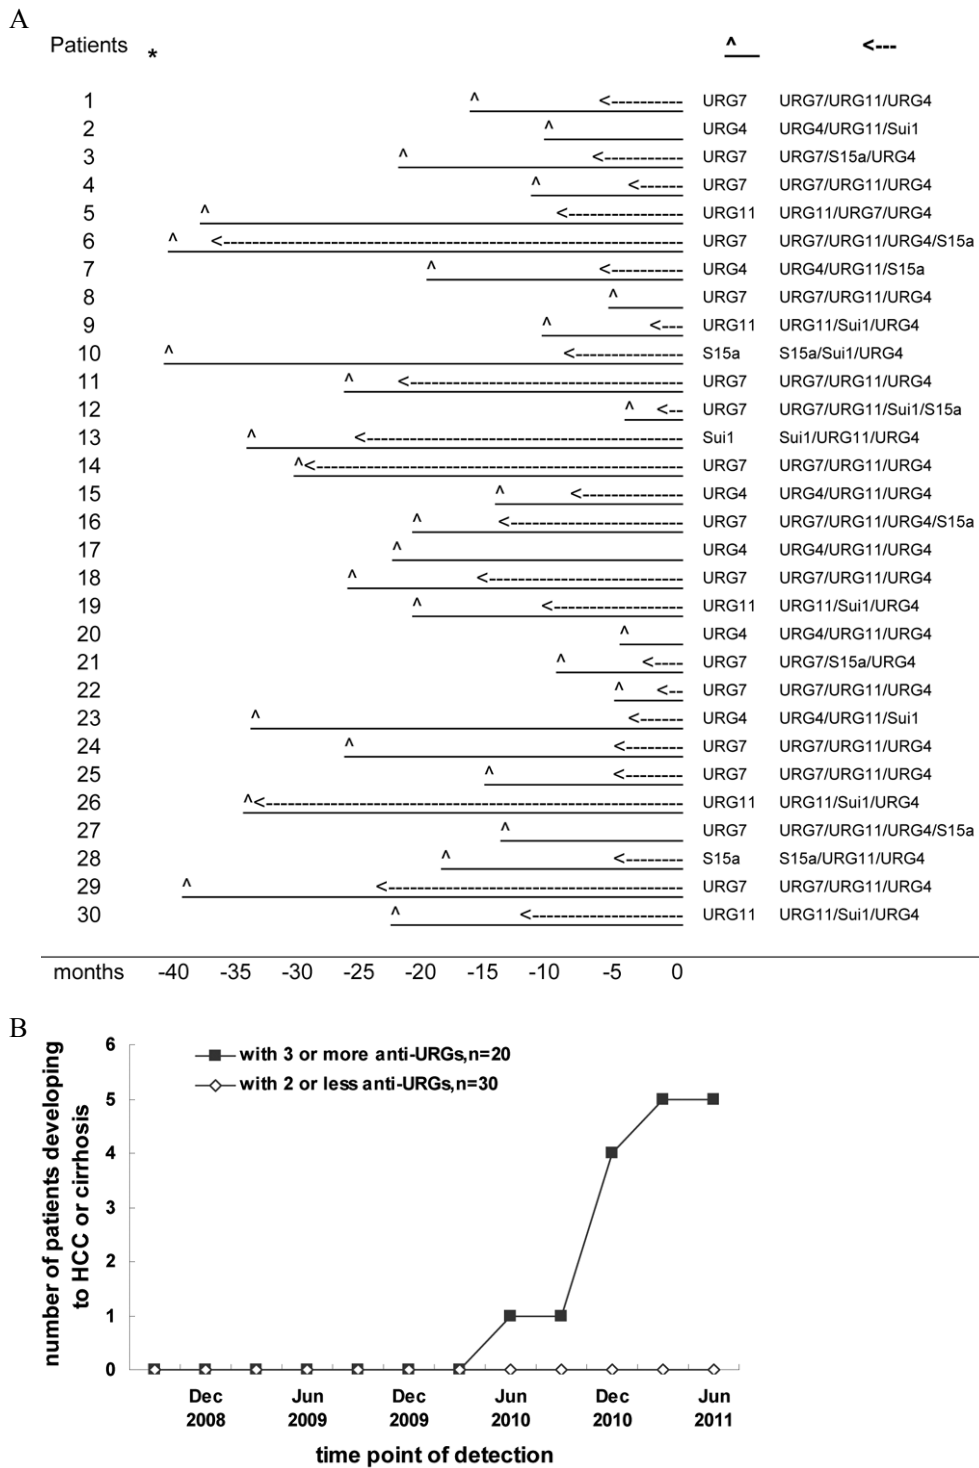 A
Patients * ^ <---
1 ^ <---------- URG7 URG7/URG11/URG4
2 ^ URG4 URG4/URG11/Sui1
3 ^ <----------- URG7 URG7/S15a/URG4
4 ^ <------ URG7 URG7/URG11/URG4
5 ^ <---------------- URG11 URG11/URG7/URG4
6 ^ <--------------------------------------------------------------- URG7 URG7/URG11/URG4/S15a
7 ^ <---------- URG4 URG4/URG11/S15a
8 ^ URG7 URG7/URG11/URG4
9 ^ <--- URG11 URG11/Sui1/URG4
10 ^ <--------------- S15a S15a/Sui1/URG4
11 ^ <-------------------------------------- URG7 URG7/URG11/URG4
12 ^ <-- URG7 URG7/URG11/Sui1/S15a
13 ^ <-------------------------------------------- Sui1 Sui1/URG11/URG4
14 ^<--------------------------------------------------- URG7 URG7/URG11/URG4
15 ^ <-------------- URG4 URG4/URG11/URG4
16 ^ <------------------------ URG7 URG7/URG11/URG4/S15a
17 ^ URG4 URG4/URG11/URG4
18 ^ <--------------------------- URG7 URG7/URG11/URG4
19 ^ <------------------ URG11 URG11/Sui1/URG4
20 ^ URG4 URG4/URG11/URG4
21 ^ <---- URG7 URG7/S15a/URG4
22 ^ <-- URG7 URG7/URG11/URG4
23 ^ <------ URG4 URG4/URG11/Sui1
24 ^ <-------- URG7 URG7/URG11/URG4
25 ^ <-------- URG7 URG7/URG11/URG4
26 ^<---------------------------------------------------------- URG11 URG11/Sui1/URG4
27 ^ URG7 URG7/URG11/URG4/S15a
28 ^ <-------- S15a S15a/URG11/URG4
29 ^ <----------------------------------------- URG7 URG7/URG11/URG4
30 ^ <--------------------- URG11 URG11/Sui1/URG4
months -40 -35 -30 -25 -20 -15 -10 -5 0
B
number of patients developing
to HCC or cirrhosis
6
5
4
3
2
1
0
with 3 or more anti-URGs,n=20
with 2 or less anti-URGs,n=30
Dec Jun Dec Jun Dec Jun
2008 2009 2009 2010 2010 2011
time point of detection